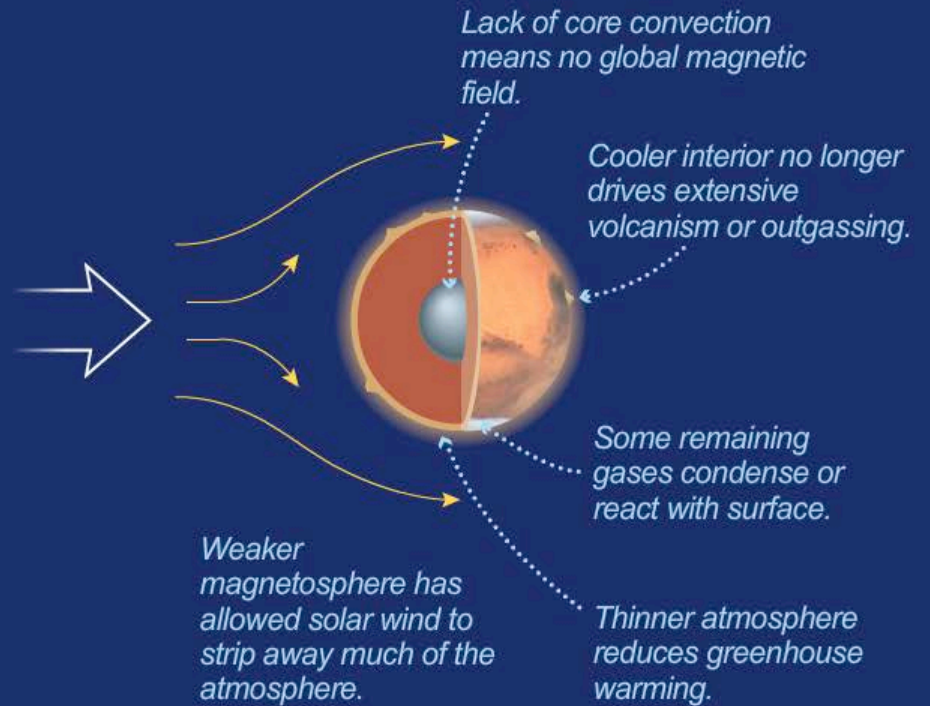 Lack of core convection
means no global magnetic
field.
Cooler interior no longer
drives extensive
volcanism or outgassing.
Some remaining
gases condense or
react with surface.
Weaker
magnetosphere has
allowed solar wind to
strip away much of the
atmosphere.
Thinner atmosphere
reduces greenhouse
warming.